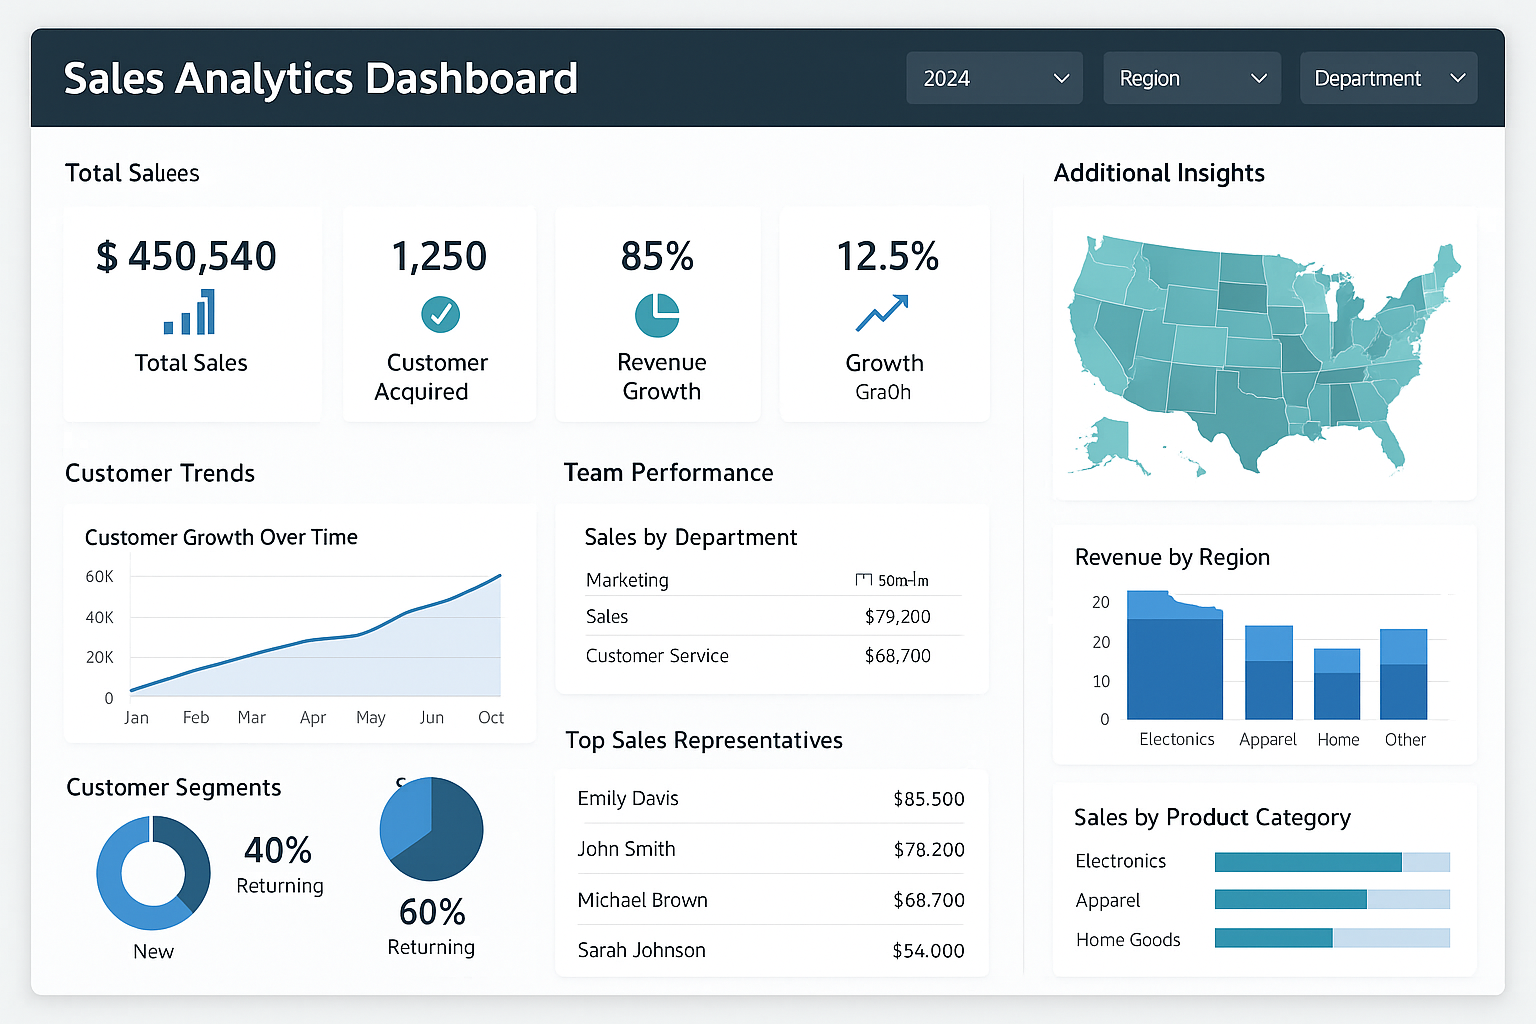 Sales Analytics Dashboard
2024
Region
Department
Total Saluees
$ 450,540
Total Sales
1,250
Customer
Acquired
85%
Revenue
Growth
12.5%
Growth
Gra0h
Customer Trends
Customer Growth Over Time
60K
40K
20K
0
Jan Feb Mar Apr May Jun Oct
Customer Segments
New
40%
Returning
60%
Returning
Team Performance
Sales by Department
Marketing
Sales $79,200
Customer Service $68,700
Top Sales Representatives
Emily Davis $85.500
John Smith $78.200
Michael Brown $68.700
Sarah Johnson $54.000
Additional Insights
Revenue by Region
20
20
10
0
Electonics Apparel Home Other
Sales by Product Category
Electronics
Apparel
Home Goods